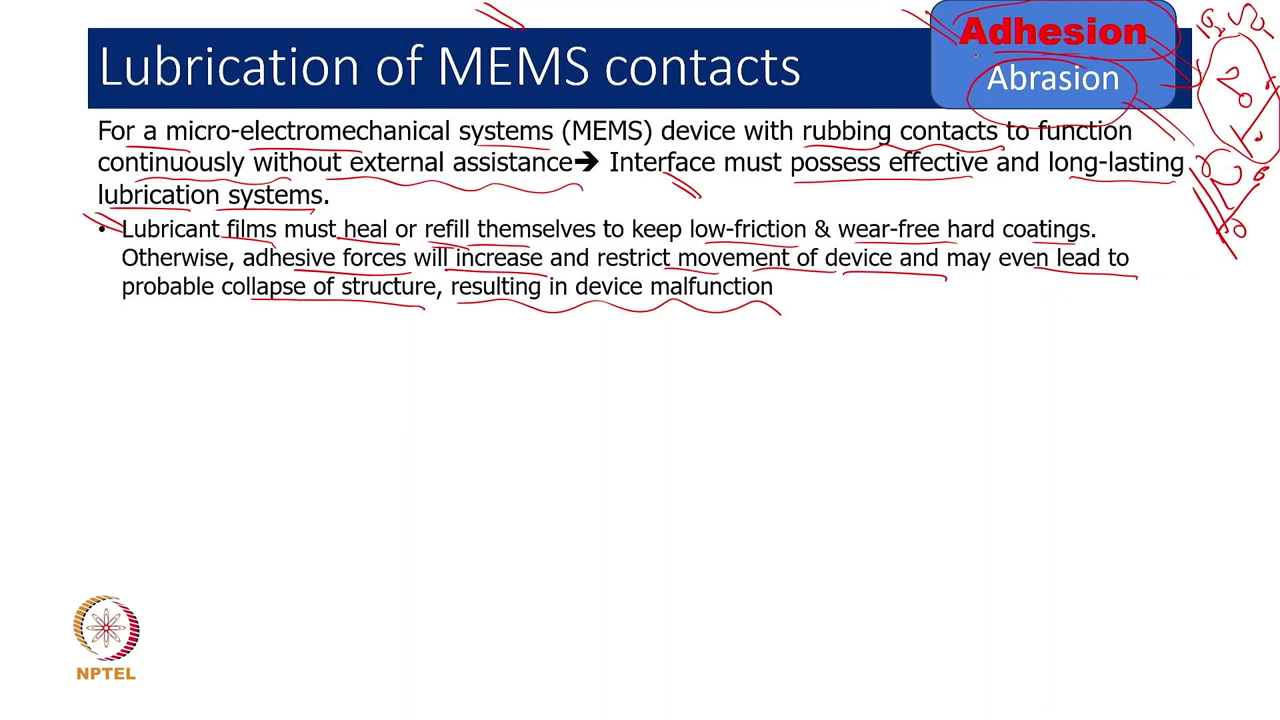 Lubrication of MEMS contacts
Adhesion
Abrasion
For a micro-electromechanical systems (MEMS) device with rubbing contacts to function
continuously without external assistance➔ Interface must possess effective and long-lasting
lubrication systems.
• Lubricant films must heal or refill themselves to keep low-friction & wear-free hard coatings.
Otherwise, adhesive forces will increase and restrict movement of device and may even lead to
probable collapse of structure, resulting in device malfunction
NPTEL